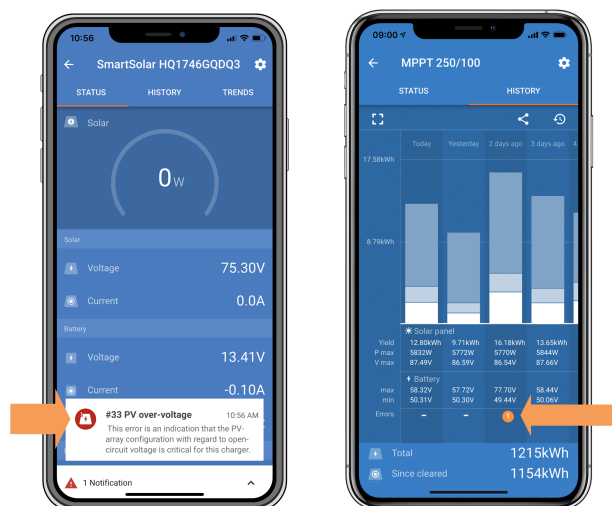 10:56
SmartSolar HQ1746GQDQ3
STATUS HISTORY TRENDS
Solar
0W
Solar
Voltage 75.30V
Current 0.0A
Battery
Voltage 13.41V
Current -0.10A
#33 PV over-voltage 10:56 AM
This error is an indication that the PV-
array configuration with regard to open-
circuit voltage is critical for this charger.
1 Notification
09:00
MPPT 250/100
STATUS HISTORY
Today Yesterday 2 days ago 3 days ago 4
17.58kWh
8.79kWh
Solar panel
Yield 12.80kWh 9.71kWh 16.18kWh 13.65kWh
P max 5832W 5772W 5770W 5844W
V max 87.49V 86.59V 86.54V 87.66V
Battery
max 58.32V 57.72V 77.70V 58.44V
min 50.31V 50.30V 49.44V 50.06V
Errors – – 1
Total 1215kWh
Since cleared 1154kWh